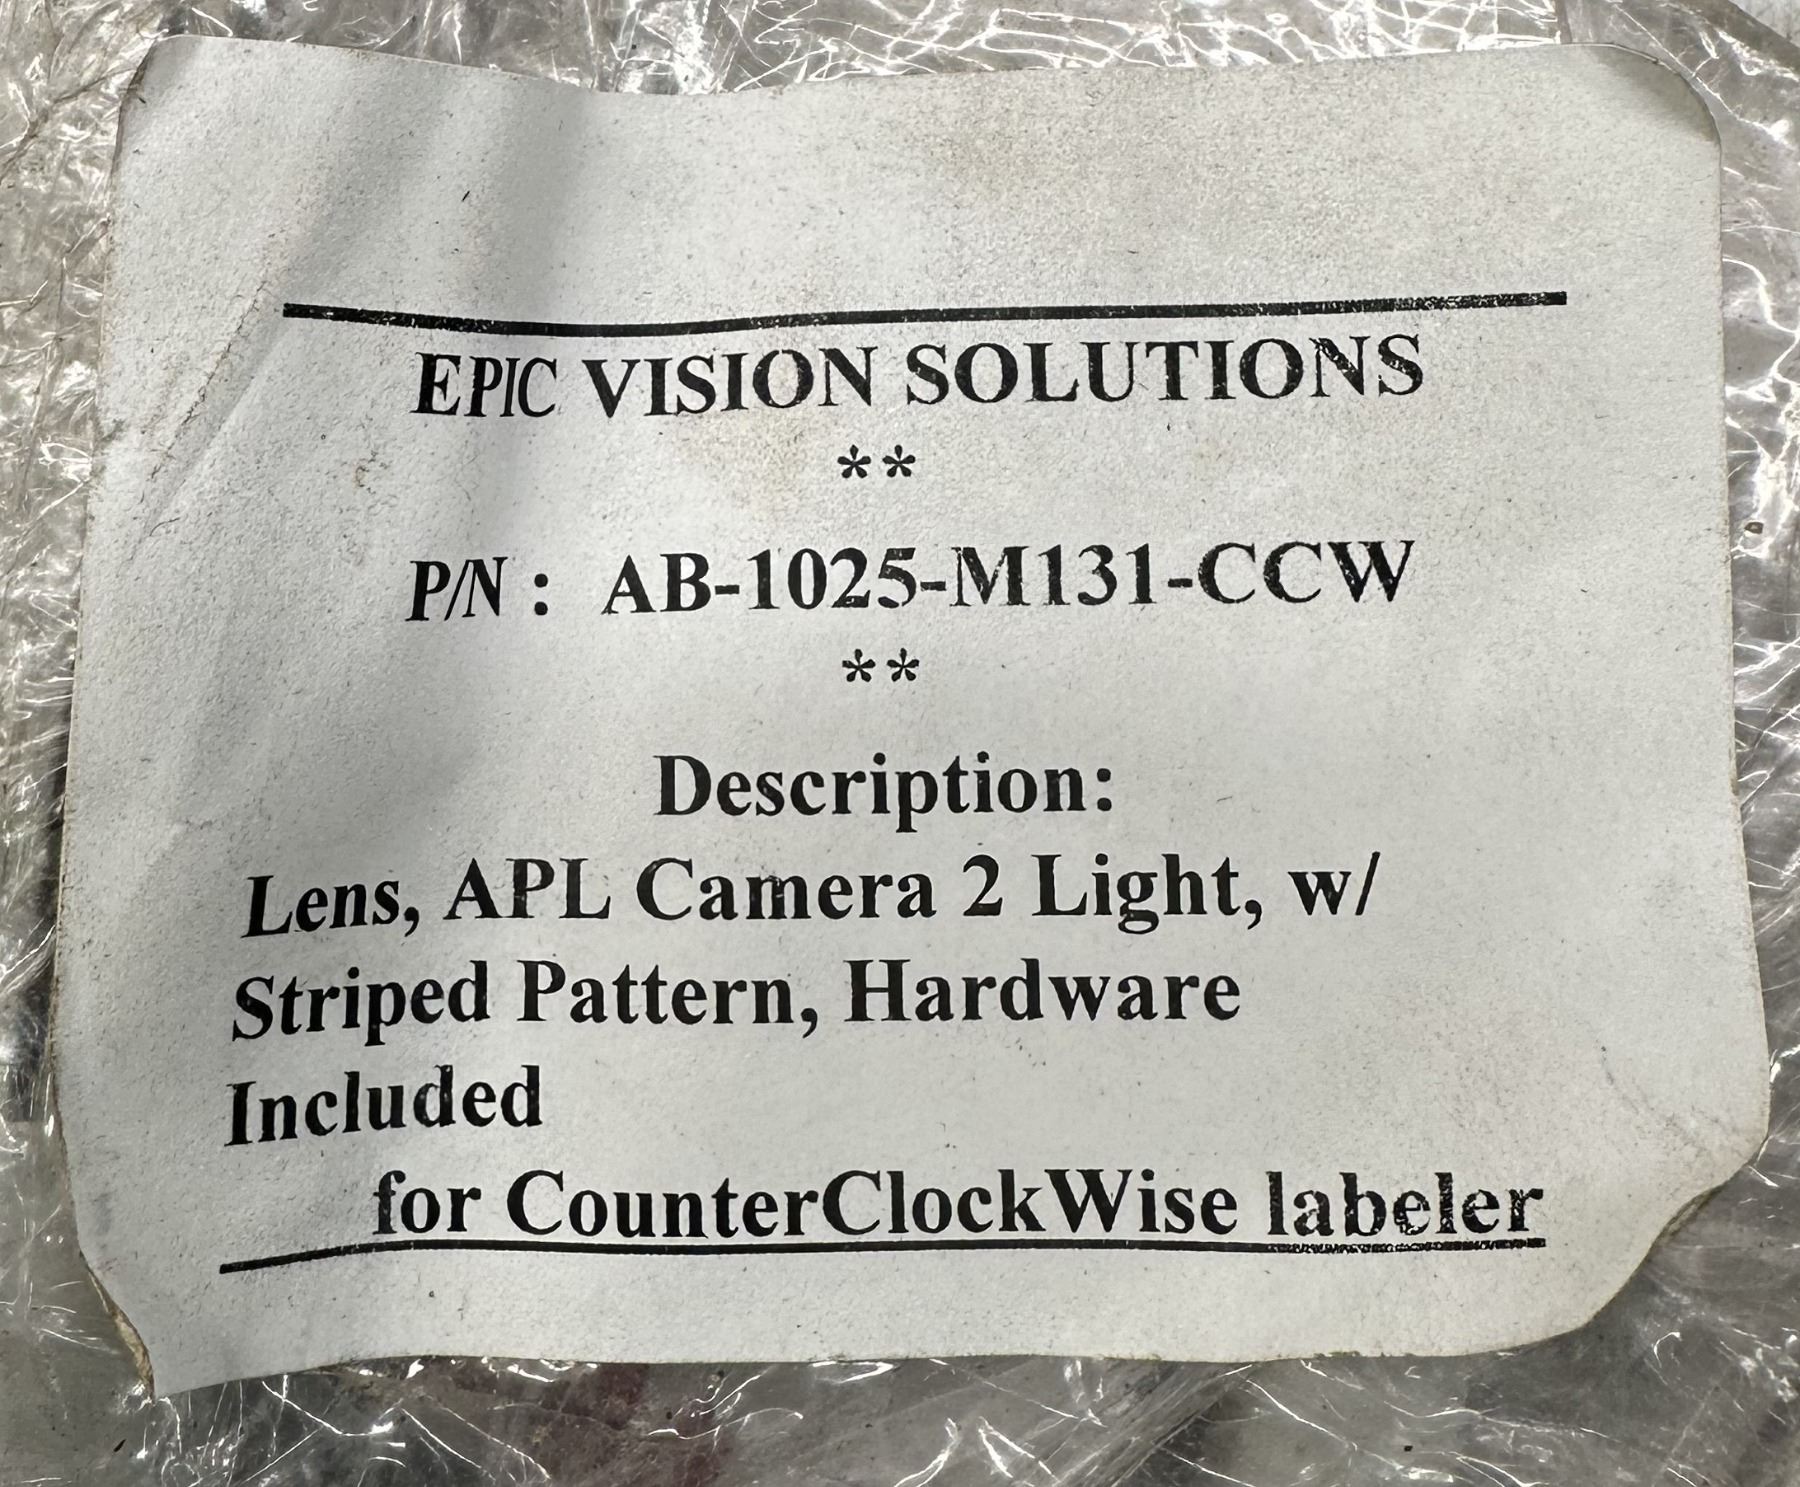 EPIC VISION SOLUTIONS
**
P/N : AB-1025-M131-CCW
**
Description:
Lens, APL Camera 2 Light, w/
Striped Pattern, Hardware
Included
for CounterClockWise labeler